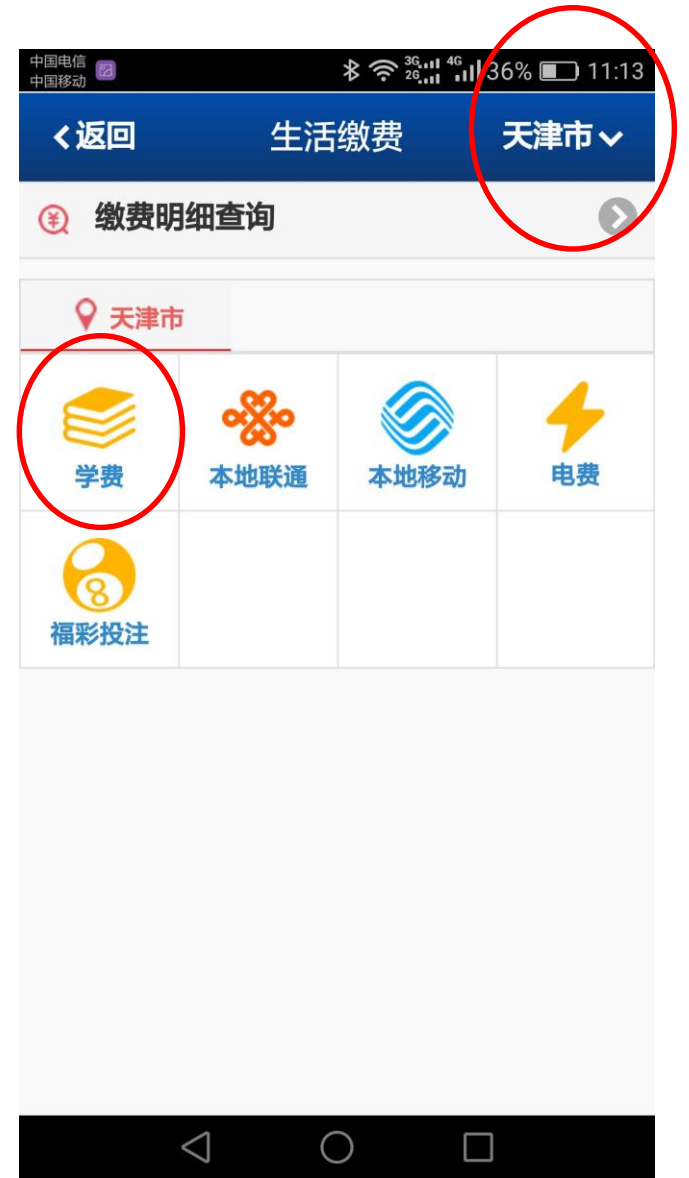 中国电信
中国移动
3G 4G
2G
36% 11:13
返回 生活缴费 天津市
缴费明细查询
天津市
学费 本地联通 本地移动 电费
8
福彩投注